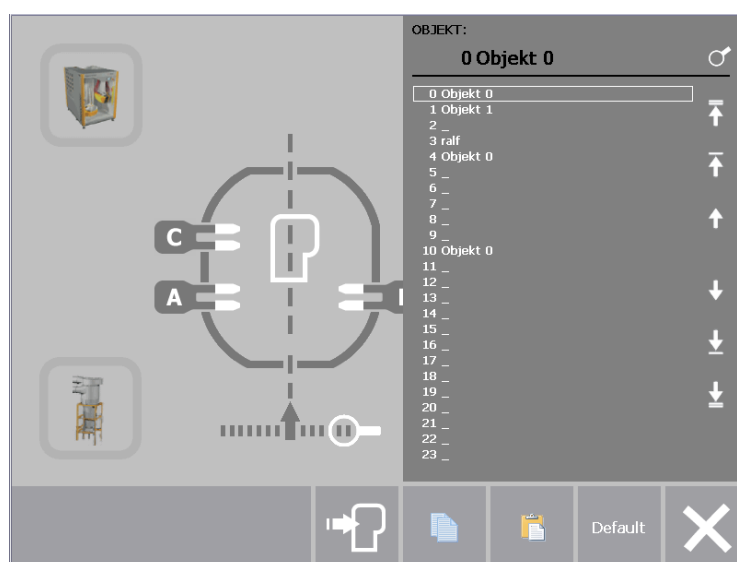 OBJEKT:
0 Objekt 0
0 Objekt 0
1 Objekt 1
2 _
3 ralf
4 Objekt 0
5 _
6 _
7 _
8 _
9 _
10 Objekt 0
11 _
12 _
13 _
14 _
15 _
16 _
17 _
18 _
19 _
20 _
21 _
22 _
23 _
C
A
Default